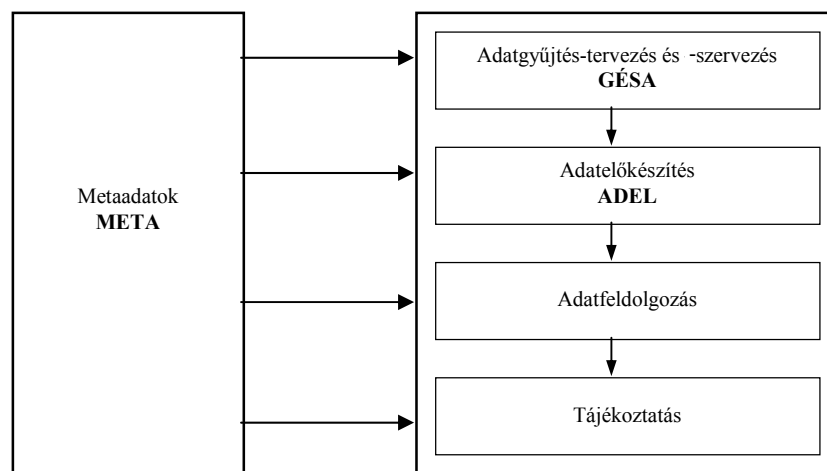 Metaadatok
META
Adatgyűjtés-tervezés és -szervezés
GÉSA
Adatelőkészítés
ADEL
Adatfeldolgozás
Tájékoztatás